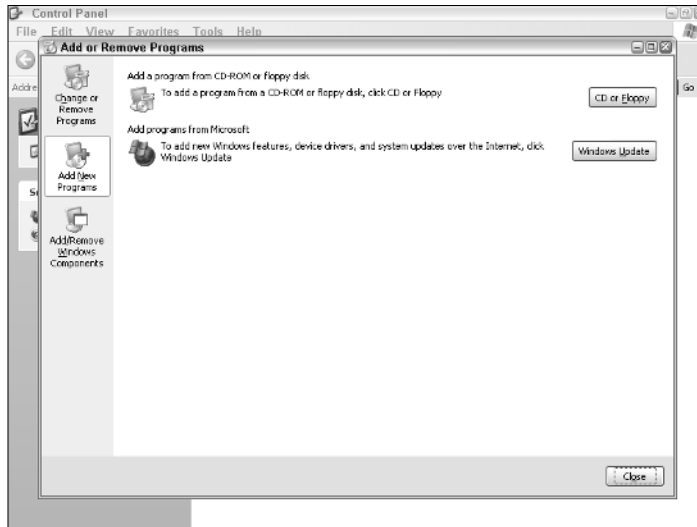 Control Panel
File Edit View Favorites Tools Help
Add or Remove Programs
Addre
Go
Change or
Remove
Programs
Add a program from CD-ROM or floppy disk
To add a program from a CD-ROM or floppy disk, click CD or Floppy
CD or Floppy
Add programs from Microsoft
To add new Windows features, device drivers, and system updates over the Internet, click
Windows Update
Windows Update
Add New
Programs
Se
Add/Remove
Windows
Components
Close